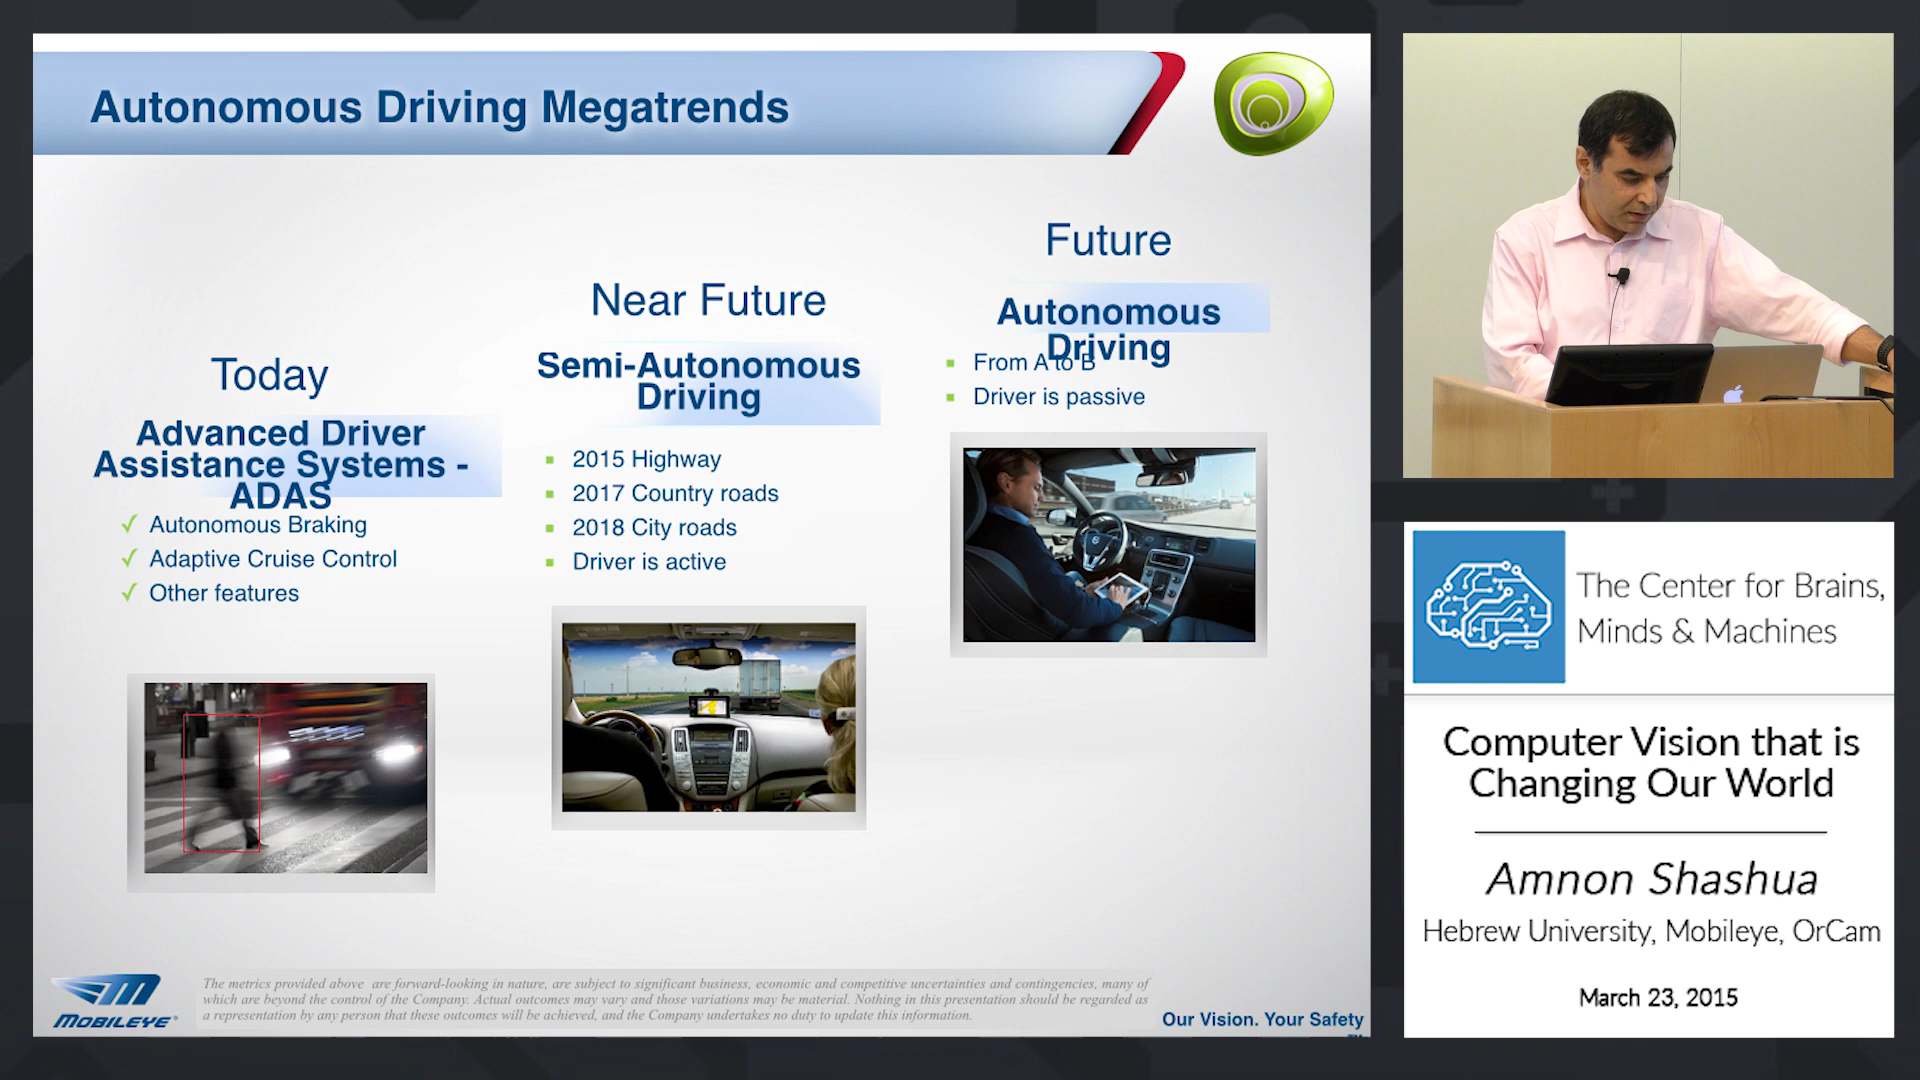 Autonomous Driving Megatrends
Today
Advanced Driver
Assistance Systems -
ADAS
✓ Autonomous Braking
✓ Adaptive Cruise Control
✓ Other features
Near Future
Semi-Autonomous
Driving
▪ 2015 Highway
▪ 2017 Country roads
▪ 2018 City roads
▪ Driver is active
Future
Autonomous
Driving
▪ From A to B
▪ Driver is passive
MOBILEYE®
The metrics provided above are forward-looking in nature, are subject to significant business, economic and competitive uncertainties and contingencies, many of
which are beyond the control of the Company. Actual outcomes may vary and those variations may be material. Nothing in this presentation should be regarded as
a representation by any person that these outcomes will be achieved, and the Company undertakes no duty to update this information.
Our Vision. Your Safety
TM
The Center for Brains,
Minds & Machines
Computer Vision that is
Changing Our World
Amnon Shashua
Hebrew University, Mobileye, OrCam
March 23, 2015